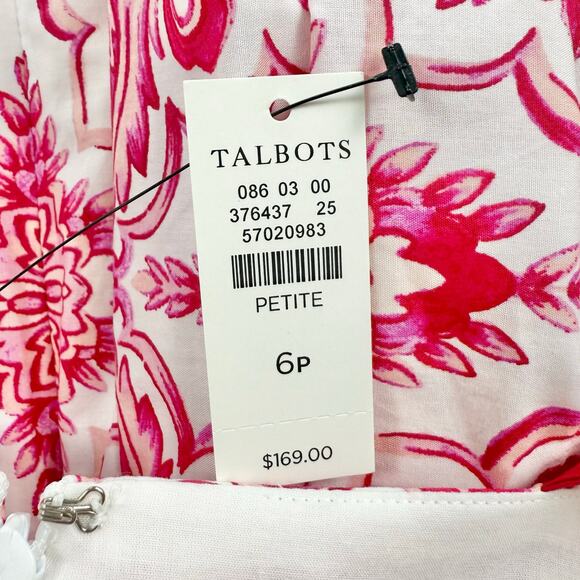 TALBOTS
086 03 00
376437 25
57020983
PETITE
6P
$169.00